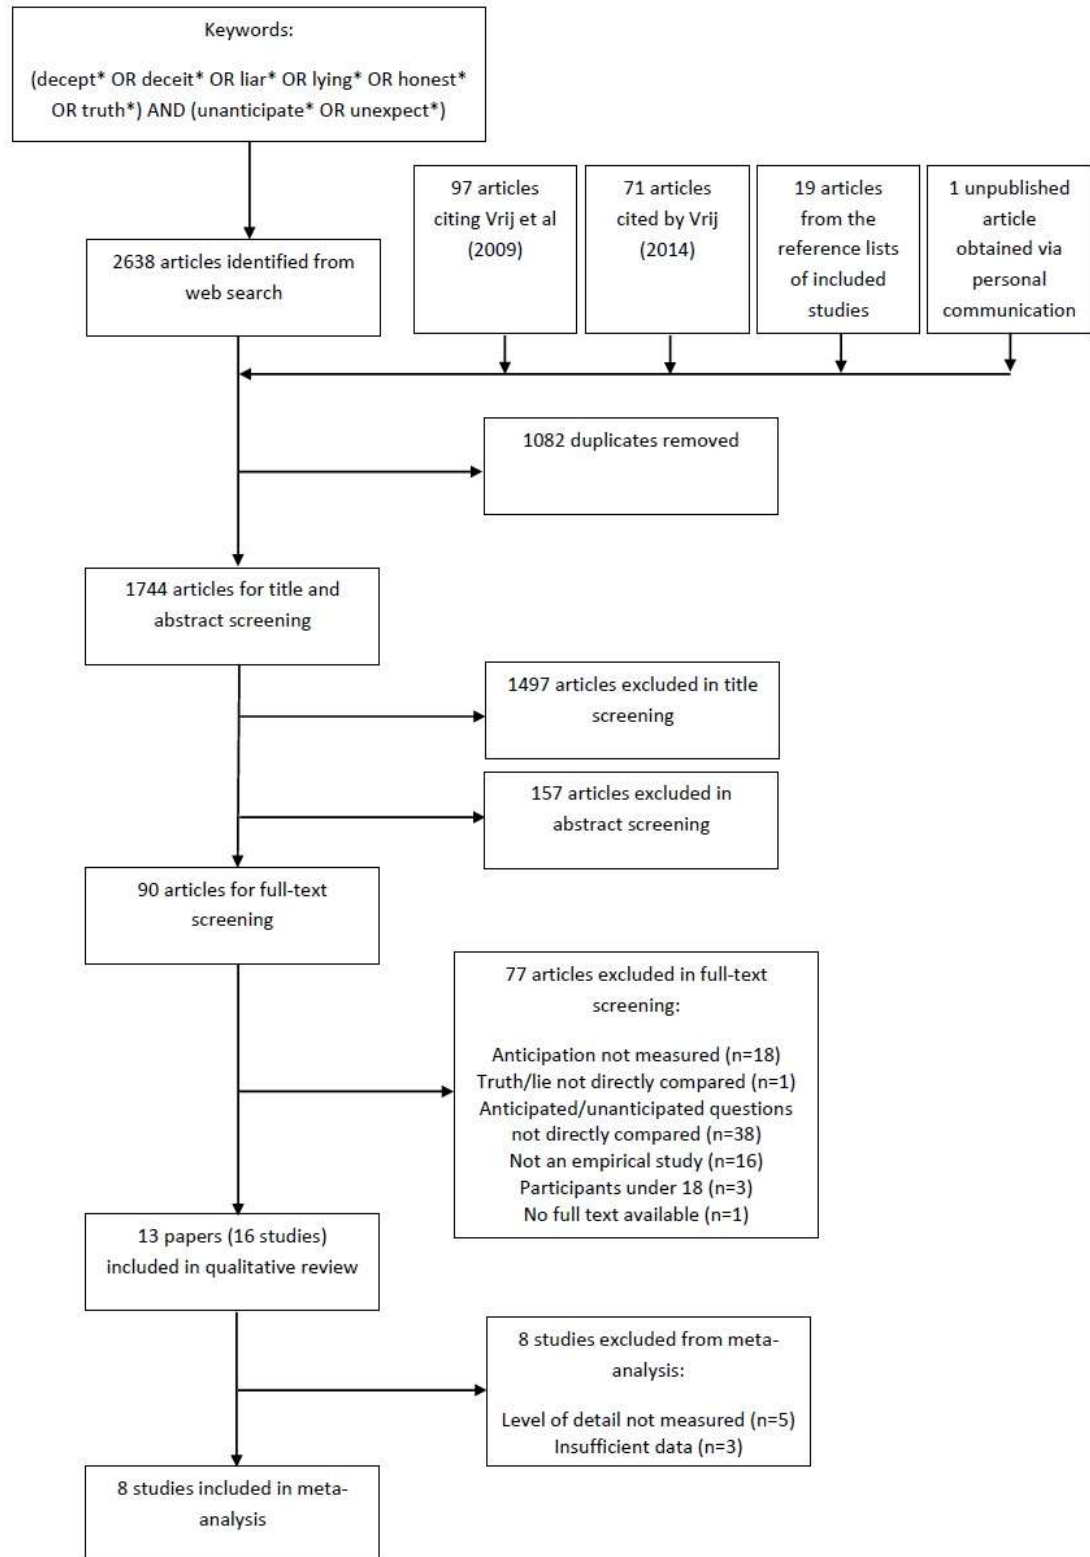 Keywords:
(decept* OR deceit* OR liar* OR lying* OR honest*
OR truth*) AND (unanticipate* OR unexpect*)
97 articles
citing Vrij et al
(2009)
71 articles
cited by Vrij
(2014)
19 articles
from the
reference lists
of included
studies
1 unpublished
article
obtained via
personal
communication
2638 articles identified from
web search
1082 duplicates removed
1744 articles for title and
abstract screening
1497 articles excluded in title
screening
157 articles excluded in
abstract screening
90 articles for full-text
screening
77 articles excluded in full-text
screening:
Anticipation not measured (n=18)
Truth/lie not directly compared (n=1)
Anticipated/unanticipated questions
not directly compared (n=38)
Not an empirical study (n=16)
Participants under 18 (n=3)
No full text available (n=1)
13 papers (16 studies)
included in qualitative review
8 studies excluded from meta-
analysis:
Level of detail not measured (n=5)
Insufficient data (n=3)
8 studies included in meta-
analysis